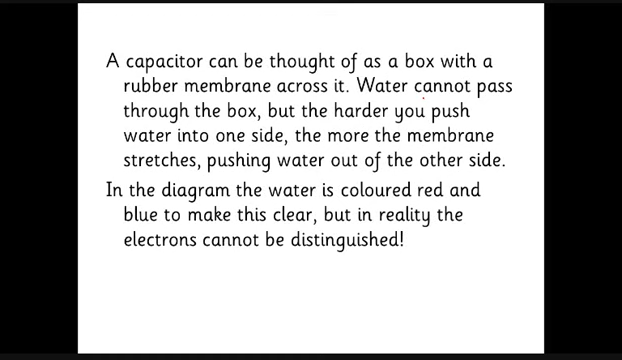 A capacitor can be thought of as a box with a
rubber membrane across it. Water cannot pass
through the box, but the harder you push
water into one side, the more the membrane
stretches, pushing water out of the other side.
In the diagram the water is coloured red and
blue to make this clear, but in reality the
electrons cannot be distinguished!